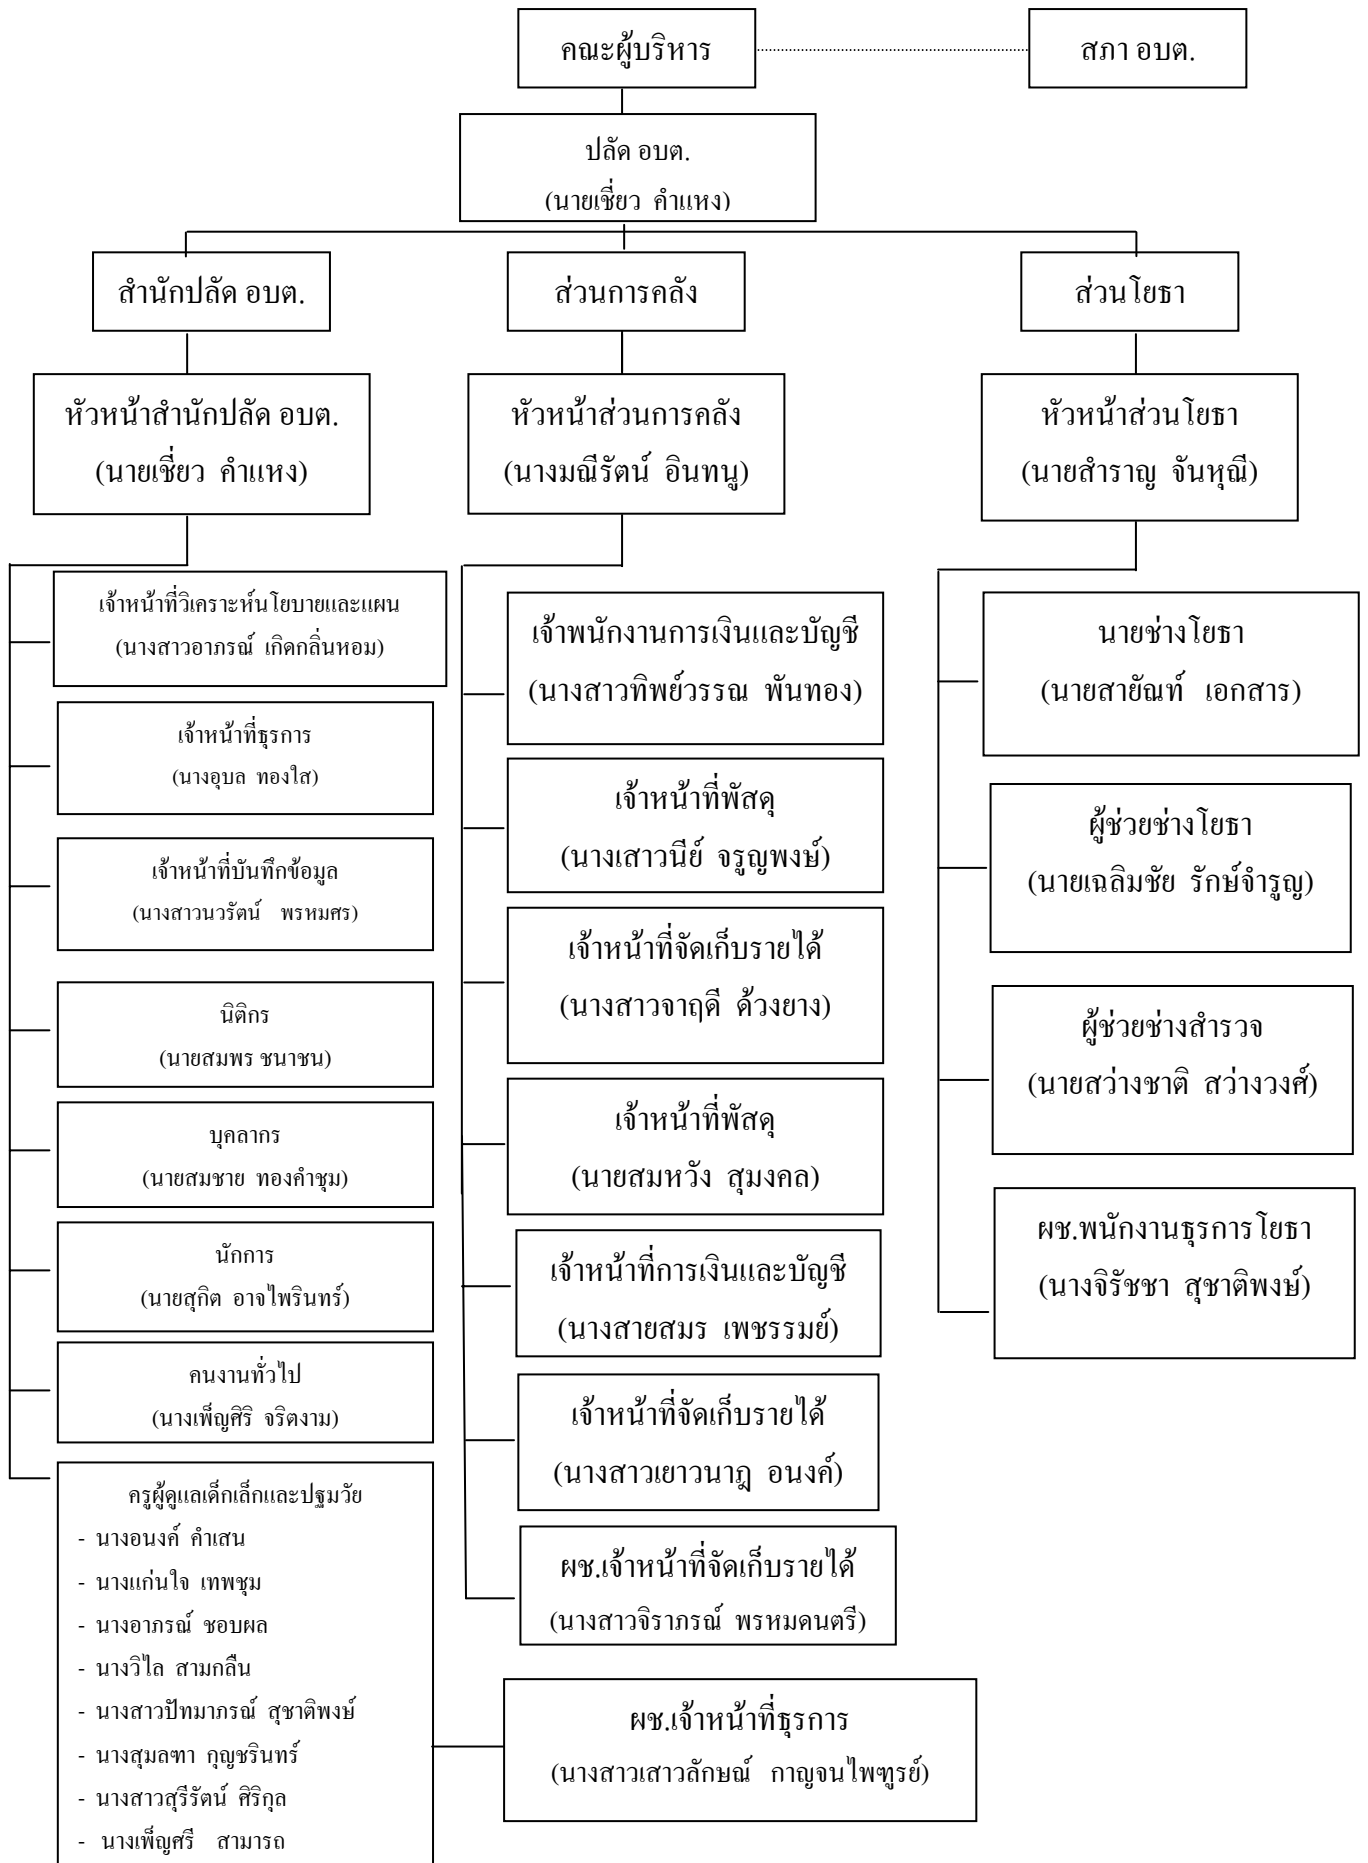 คณะผู้บริหาร
สภา อบต.
ปลัด อบต.
(นายเชี่ยว คำแหง)
สำนักปลัด อบต.
ส่วนการคลัง
ส่วนโยธา
หัวหน้าสำนักปลัด อบต.
(นายเชี่ยว คำแหง)
หัวหน้าส่วนการคลัง
(นางมณีรัตน์ อินทนู)
หัวหน้าส่วนโยธา
(นายสำราญ จันหุณี)
เจ้าหน้าที่วิเคราะห์นโยบายและแผน
(นางสาวอาภรณ์ เกิดกลิ่นหอม)
เจ้าหน้าที่ธุรการ
(นางอุบล ทองใส)
เจ้าหน้าที่บันทึกข้อมูล
(นางสาวนวรัตน์ พรหมศร)
นิติกร
(นายสมพร ชนาชน)
บุคลากร
(นายสมชาย ทองคำชุม)
นักการ
(นายสุกิต อาจไพรินทร์)
คนงานทั่วไป
(นางเพ็ญศิริ จริตงาม)
ครูผู้ดูแลเด็กเล็กและปฐมวัย
- นางอนงค์ คำเสน
- นางแก่นใจ เทพชุม
- นางอาภรณ์ ชอบผล
- นางวิไล สามกลืน
- นางสาวปัทมาภรณ์ สุชาติพงษ์
- นางสุมลฑา กุญชรินทร์
- นางสาวสุรีรัตน์ ศิริกุล
- นางเพ็ญศรี สามารถ
เจ้าพนักงานการเงินและบัญชี
(นางสาวทิพย์วรรณ พันทอง)
เจ้าหน้าที่พัสดุ
(นางเสาวนีย์ จรูญพงษ์)
เจ้าหน้าที่จัดเก็บรายได้
(นางสาวจาฤดี ด้วงยาง)
เจ้าหน้าที่พัสดุ
(นายสมหวัง สุมงคล)
เจ้าหน้าที่การเงินและบัญชี
(นางสายสมร เพชรรมย์)
เจ้าหน้าที่จัดเก็บรายได้
(นางสาวเยาวนาฎ อนงค์)
ผช.เจ้าหน้าที่จัดเก็บรายได้
(นางสาวจิราภรณ์ พรหมดนตรี)
ผช.เจ้าหน้าที่ธุรการ
(นางสาวเสาวลักษณ์ กาญจนไพฑูรย์)
นายช่างโยธา
(นายสายัณห์ เอกสาร)
ผู้ช่วยช่างโยธา
(นายเฉลิมชัย รักษ์จำรูญ)
ผู้ช่วยช่างสำรวจ
(นายสว่างชาติ สว่างวงศ์)
ผช.พนักงานธุรการโยธา
(นางจิรัชชา สุชาติพงษ์)